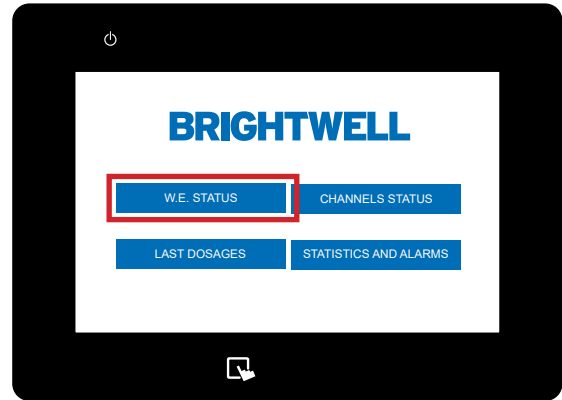 BRIGHTWELL
W.E. STATUS
CHANNELS STATUS
LAST DOSAGES
STATISTICS AND ALARMS